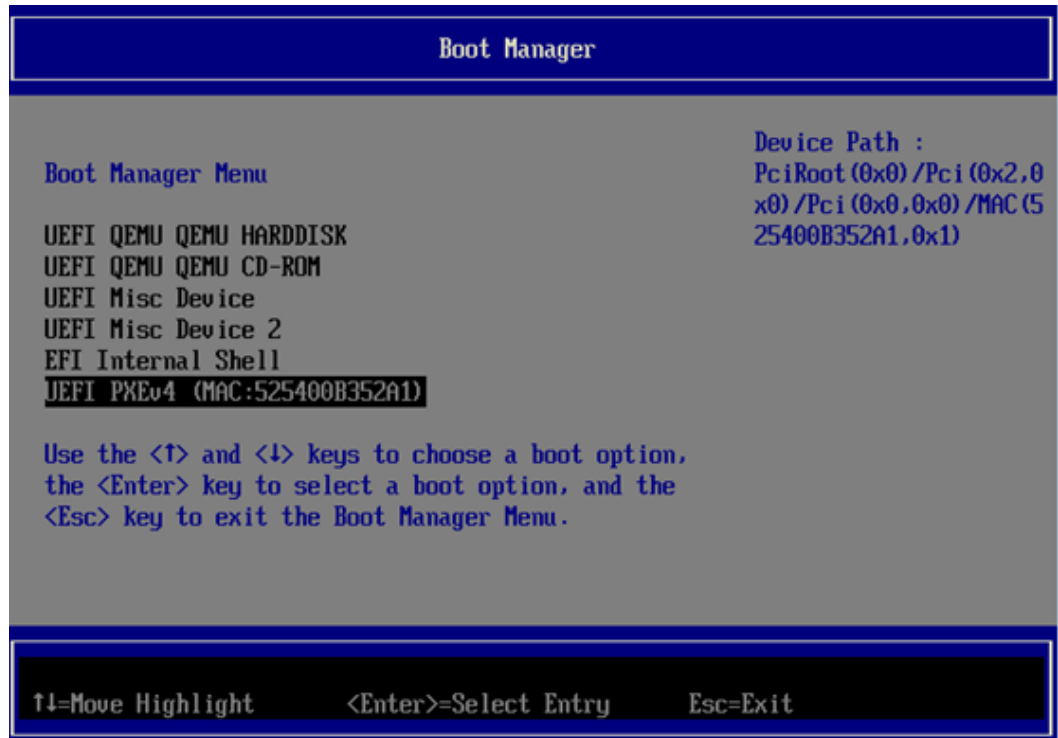 Boot Manager
Boot Manager Menu
UEFI QEMU QEMU HARDDISK
UEFI QEMU QEMU CD-ROM
UEFI Misc Device
UEFI Misc Device 2
EFI Internal Shell
UEFI PXEv4 (MAC:525400B352A1)
Use the <↑> and <↓> keys to choose a boot option,
the <Enter> key to select a boot option, and the
<Esc> key to exit the Boot Manager Menu.
Device Path :
PciRoot(0x0)/Pci(0x2,0
x0)/Pci(0x0,0x0)/MAC(5
25400B352A1,0x1)
↑↓=Move Highlight <Enter>=Select Entry Esc=Exit